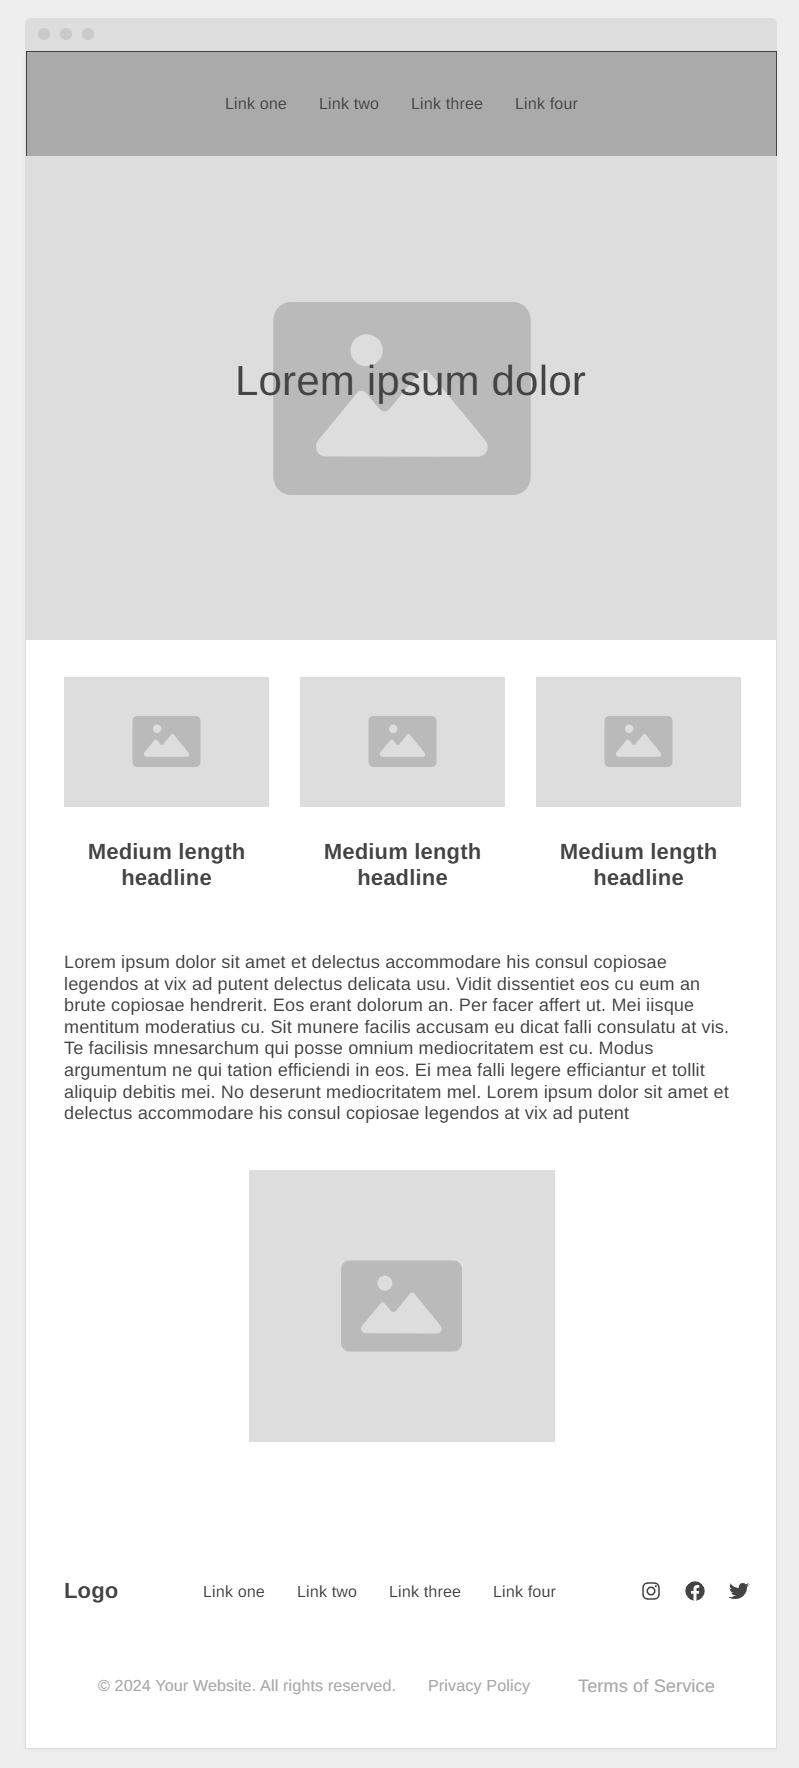 Link one Link two Link three Link four
Lorem ipsum dolor
Medium length
headline
Medium length
headline
Medium length
headline
Lorem ipsum dolor sit amet et delectus accommodare his consul copiosae
legendos at vix ad putent delectus delicata usu. Vidit dissentiet eos cu eum an
brute copiosae hendrerit. Eos erant dolorum an. Per facer affert ut. Mei iisque
mentitum moderatius cu. Sit munere facilis accusam eu dicat falli consulatu at vis.
Te facilisis mnesarchum qui posse omnium mediocritatem est cu. Modus
argumentum ne qui tation efficiendi in eos. Ei mea falli legere efficiantur et tollit
aliquip debitis mei. No deserunt mediocritatem mel. Lorem ipsum dolor sit amet et
delectus accommodare his consul copiosae legendos at vix ad putent
Logo Link one Link two Link three Link four
© 2024 Your Website. All rights reserved. Privacy Policy Terms of Service